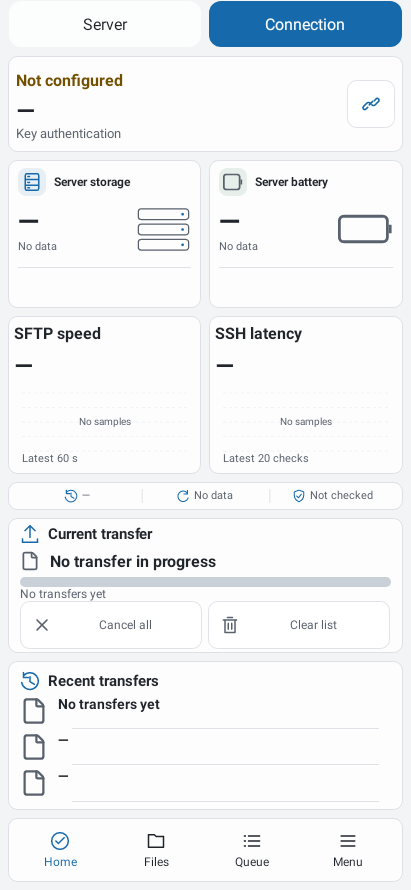 Server
Connection
Not configured
—
Key authentication
Server storage
—
No data
Server battery
—
No data
SFTP speed
—
No samples
Latest 60 s
SSH latency
—
No samples
Latest 20 checks
—
No data
Not checked
Current transfer
No transfer in progress
No transfers yet
Cancel all
Clear list
Recent transfers
No transfers yet
—
—
Home
Files
Queue
Menu